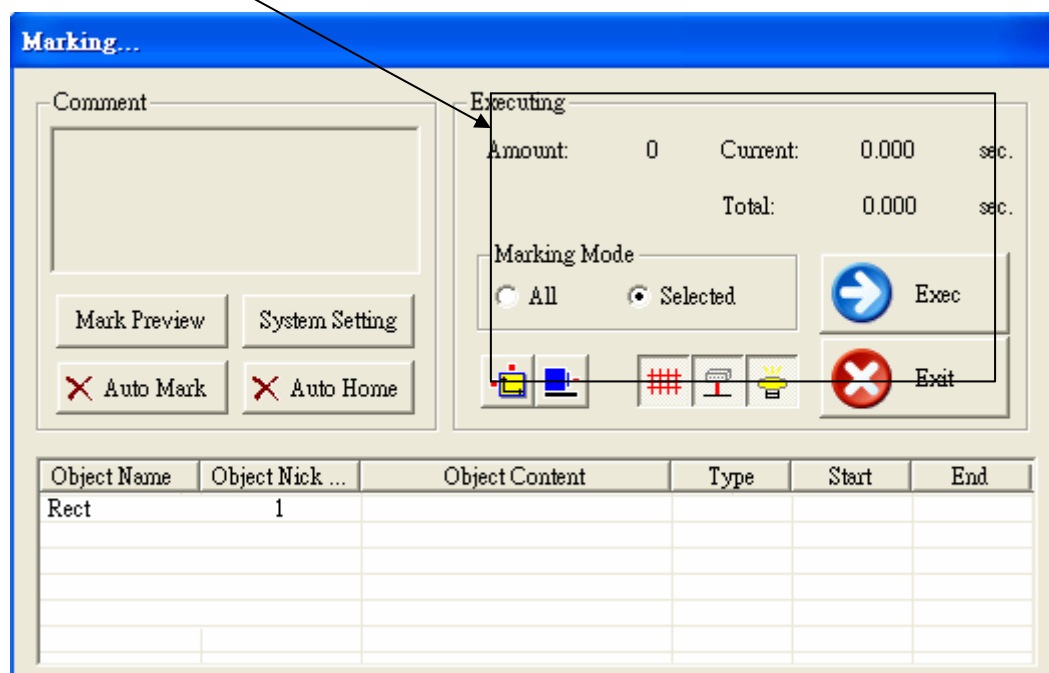 Marking...
Comment
Executing
Amount: 0 Current: 0.000 sec.
Total: 0.000 sec.
Marking Mode
All Selected
Exec
Mark Preview System Setting
Auto Mark Auto Home
Exit
Object Name Object Nick ... Object Content Type Start End
Rect 1